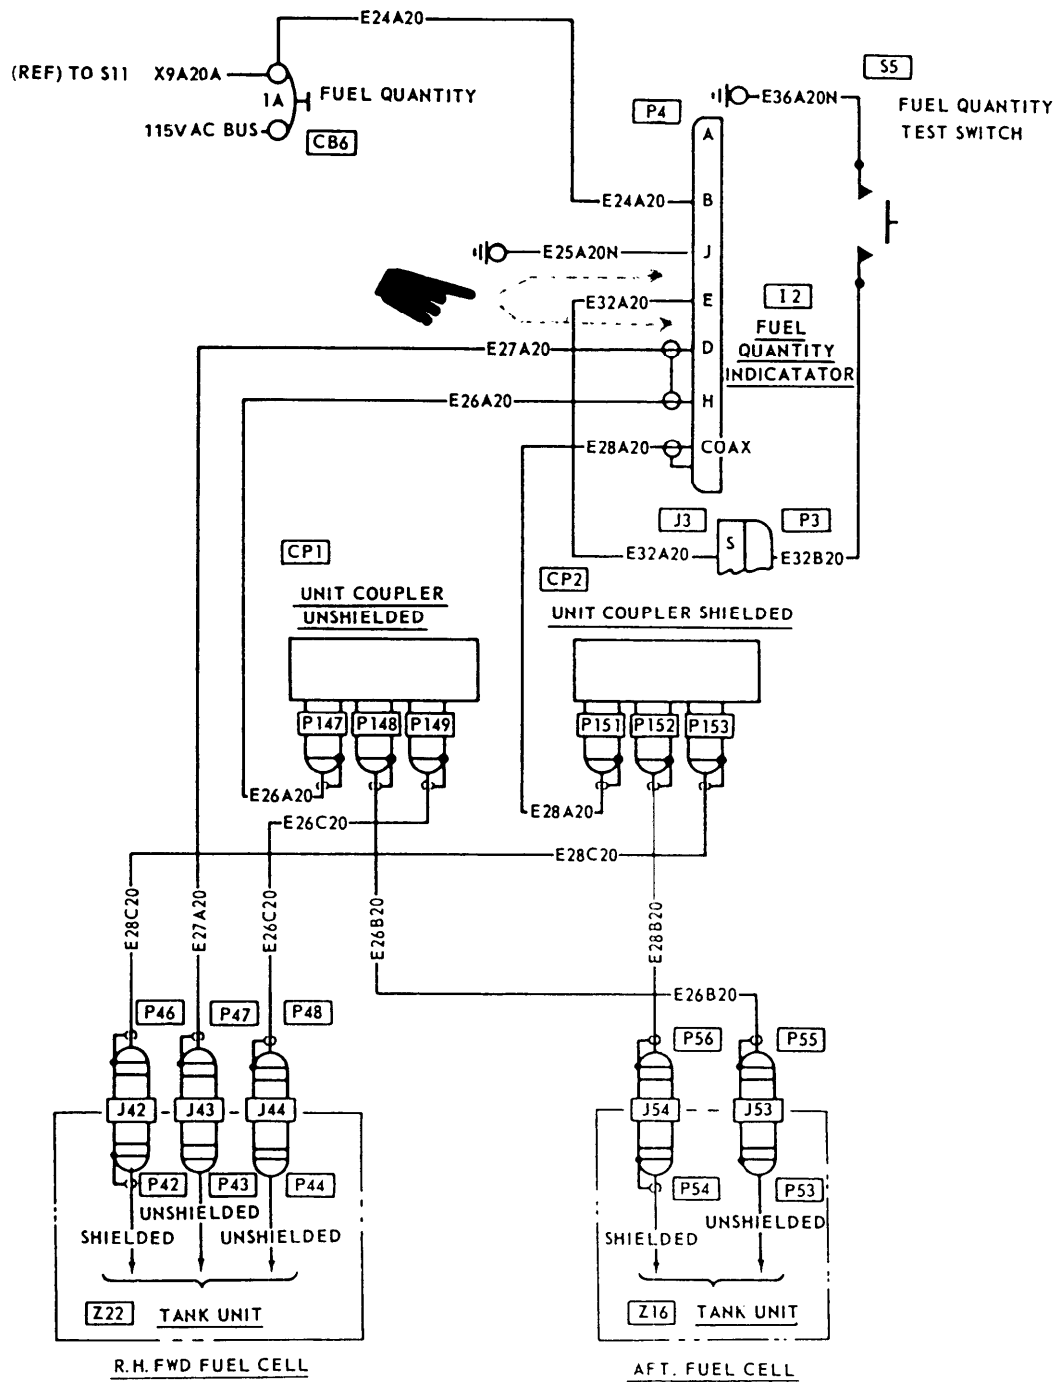 E24A20
(REF) TO S11 X9A20A
1A
FUEL QUANTITY
115VAC BUS
CB6
S5
FUEL QUANTITY
TEST SWITCH
E36A20N
P4
A
E24A20 B
E25A20N J
E32A20 E
I2
FUEL
QUANTITY
INDICATATOR
E27A20 D
E26A20 H
E28A20 COAX
J3
P3
E32A20 S E32B20
CP1
UNIT COUPLER
UNSHIELDED
CP2
UNIT COUPLER SHIELDED
P147 P148 P149
P151 P152 P153
E26A20
E28A20
E26C20
E28C20
E28C20
E27A20
E26C20
E26B20
E28B20
E26B20
P46
P47
P48
P56
P55
J42 J43 J44
J54 J53
P42
P43
P44
P54
P53
UNSHIELDED
SHIELDED UNSHIELDED
UNSHIELDED
SHIELDED
Z22 TANK UNIT
Z16 TANK UNIT
R.H. FWD FUEL CELL
AFT. FUEL CELL